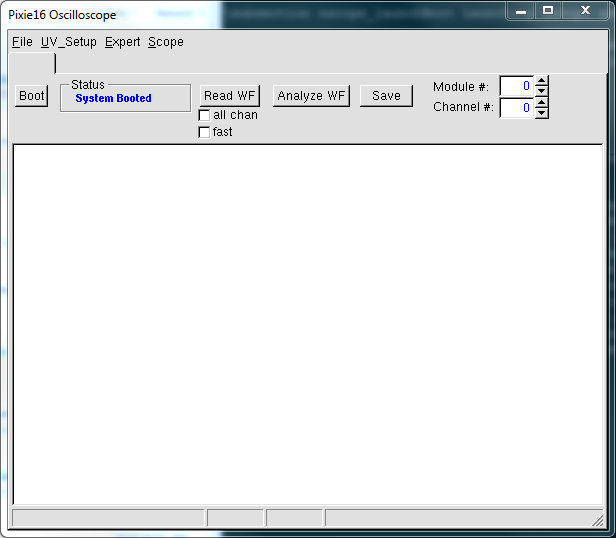 Pixie16 Oscilloscope
File UV_Setup Expert Scope
Boot
Status
System Booted
Read WF
Analyze WF
Save
Module #: 0
Channel #: 0
all chan
fast